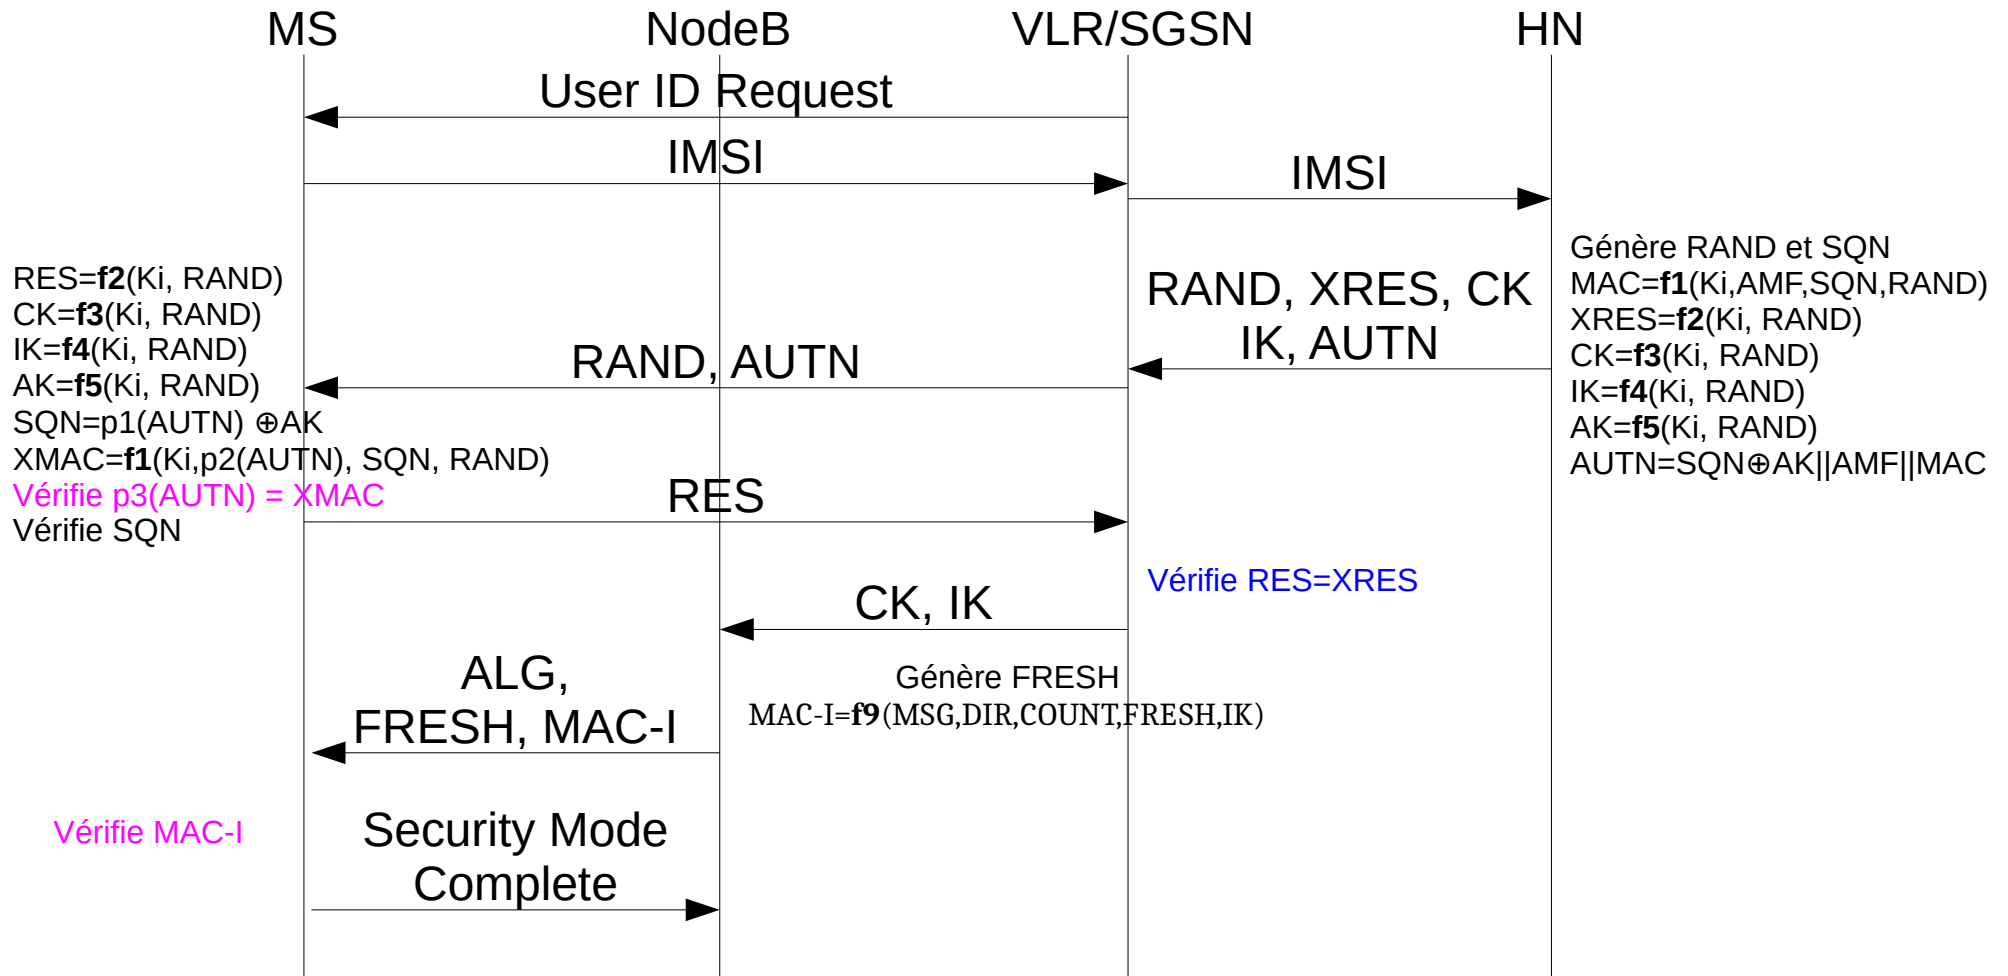 MS
NodeB
VLR/SGSN
HN
User ID Request
IMSI
IMSI
Génère RAND et SQN
MAC=f1(Ki,AMF,SQN,RAND)
XRES=f2(Ki, RAND)
CK=f3(Ki, RAND)
IK=f4(Ki, RAND)
AK=f5(Ki, RAND)
AUTN=SQN⊕AK||AMF||MAC
RAND, XRES, CK
IK, AUTN
RAND, AUTN
RES=f2(Ki, RAND)
CK=f3(Ki, RAND)
IK=f4(Ki, RAND)
AK=f5(Ki, RAND)
SQN=p1(AUTN) ⊕AK
XMAC=f1(Ki,p2(AUTN), SQN, RAND)
Vérifie p3(AUTN) = XMAC
Vérifie SQN
RES
Vérifie RES=XRES
CK, IK
Génère FRESH
MAC-I=f9(MSG,DIR,COUNT,FRESH,IK)
ALG,
FRESH, MAC-I
Vérifie MAC-I
Security Mode
Complete